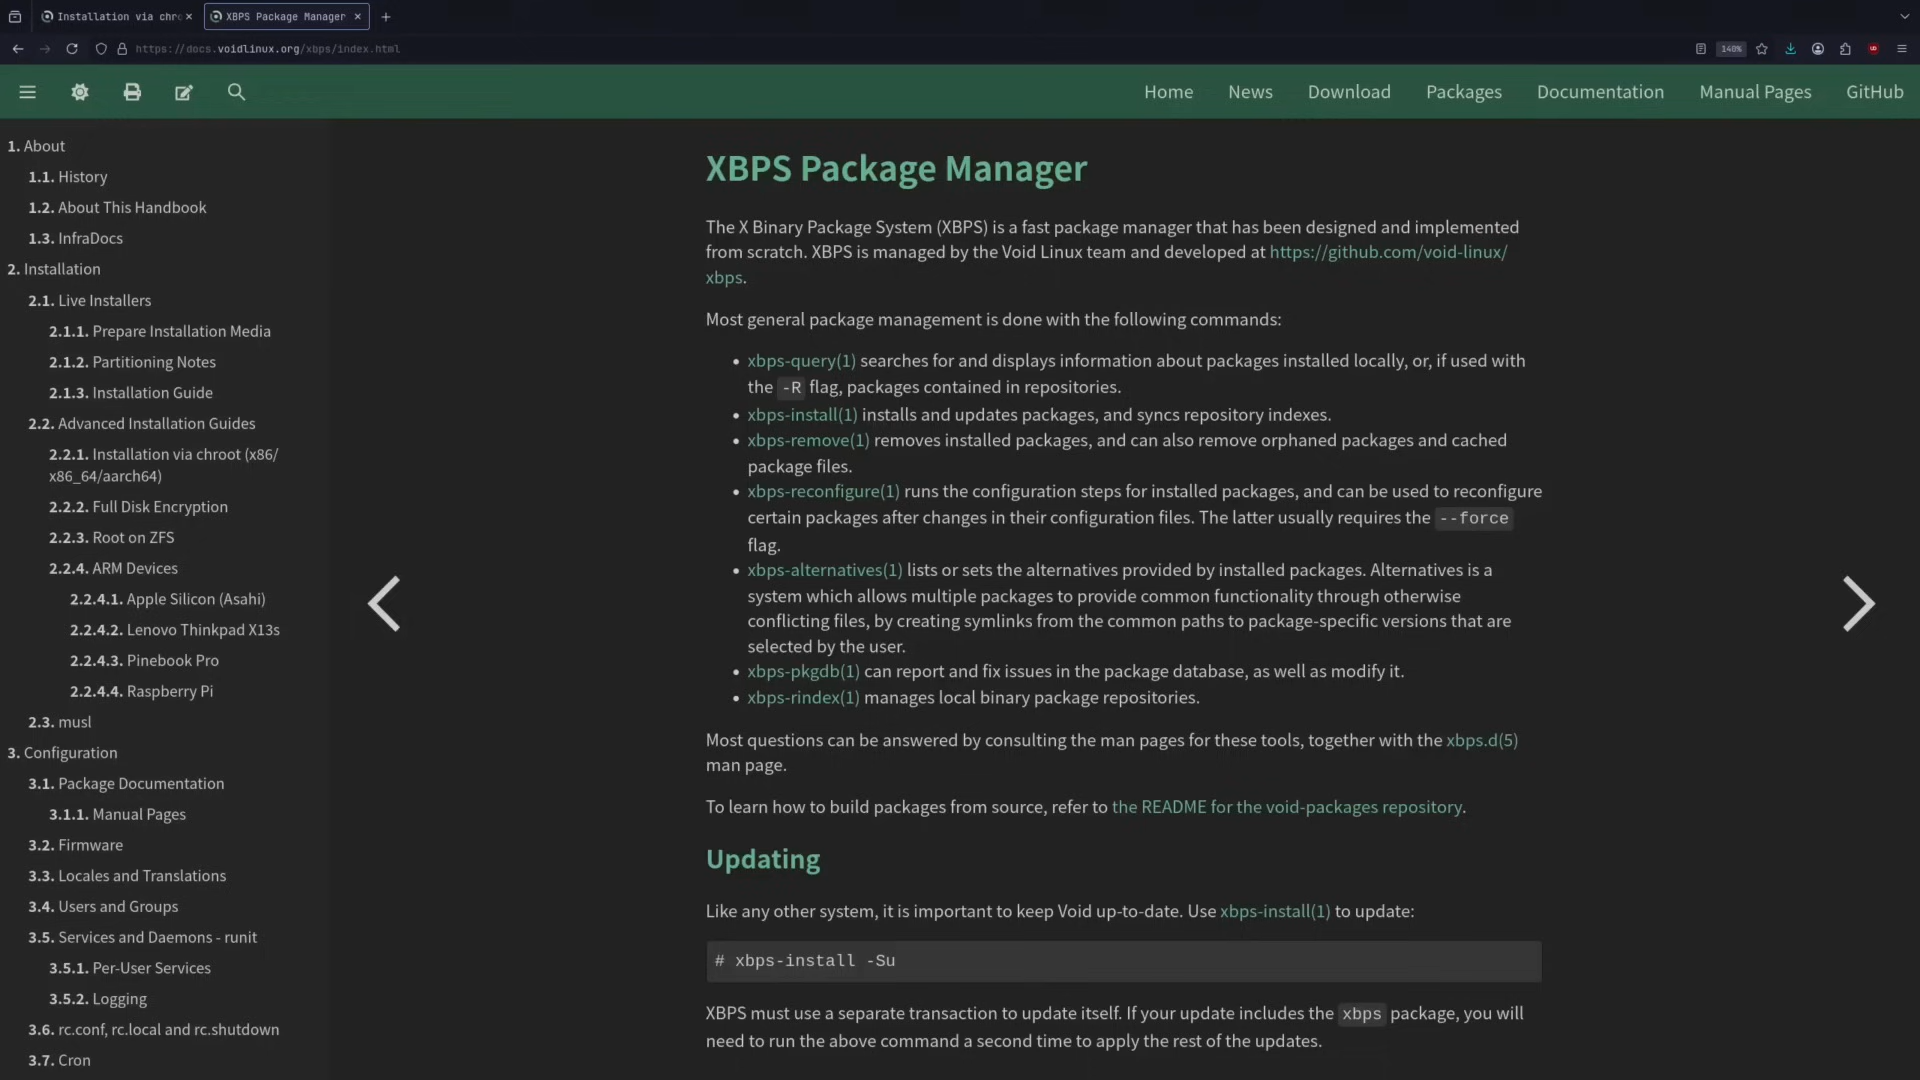 Installation via chr
XBPS Package Manager
https://docs.voidlinux.org/xbps/index.html
140%
Home News Download Packages Documentation Manual Pages GitHub
1. About
1.1. History
1.2. About This Handbook
1.3. InfraDocs
2. Installation
2.1. Live Installers
2.1.1. Prepare Installation Media
2.1.2. Partitioning Notes
2.1.3. Installation Guide
2.2. Advanced Installation Guides
2.2.1. Installation via chroot (x86/
x86_64/aarch64)
2.2.2. Full Disk Encryption
2.2.3. Root on ZFS
2.2.4. ARM Devices
2.2.4.1. Apple Silicon (Asahi)
2.2.4.2. Lenovo Thinkpad X13s
2.2.4.3. Pinebook Pro
2.2.4.4. Raspberry Pi
2.3. musl
3. Configuration
3.1. Package Documentation
3.1.1. Manual Pages
3.2. Firmware
3.3. Locales and Translations
3.4. Users and Groups
3.5. Services and Daemons - runit
3.5.1. Per-User Services
3.5.2. Logging
3.6. rc.conf, rc.local and rc.shutdown
3.7. Cron
XBPS Package Manager
The X Binary Package System (XBPS) is a fast package manager that has been designed and implemented
from scratch. XBPS is managed by the Void Linux team and developed at https://github.com/void-linux/
xbps.
Most general package management is done with the following commands:
• xbps-query(1) searches for and displays information about packages installed locally, or, if used with
the -R flag, packages contained in repositories.
• xbps-install(1) installs and updates packages, and syncs repository indexes.
• xbps-remove(1) removes installed packages, and can also remove orphaned packages and cached
package files.
• xbps-reconfigure(1) runs the configuration steps for installed packages, and can be used to reconfigure
certain packages after changes in their configuration files. The latter usually requires the --force
flag.
• xbps-alternatives(1) lists or sets the alternatives provided by installed packages. Alternatives is a
system which allows multiple packages to provide common functionality through otherwise
conflicting files, by creating symlinks from the common paths to package-specific versions that are
selected by the user.
• xbps-pkgdb(1) can report and fix issues in the package database, as well as modify it.
• xbps-rindex(1) manages local binary package repositories.
Most questions can be answered by consulting the man pages for these tools, together with the xbps.d(5)
man page.
To learn how to build packages from source, refer to the README for the void-packages repository.
Updating
Like any other system, it is important to keep Void up-to-date. Use xbps-install(1) to update:
# xbps-install -Su
XBPS must use a separate transaction to update itself. If your update includes the xbps package, you will
need to run the above command a second time to apply the rest of the updates.